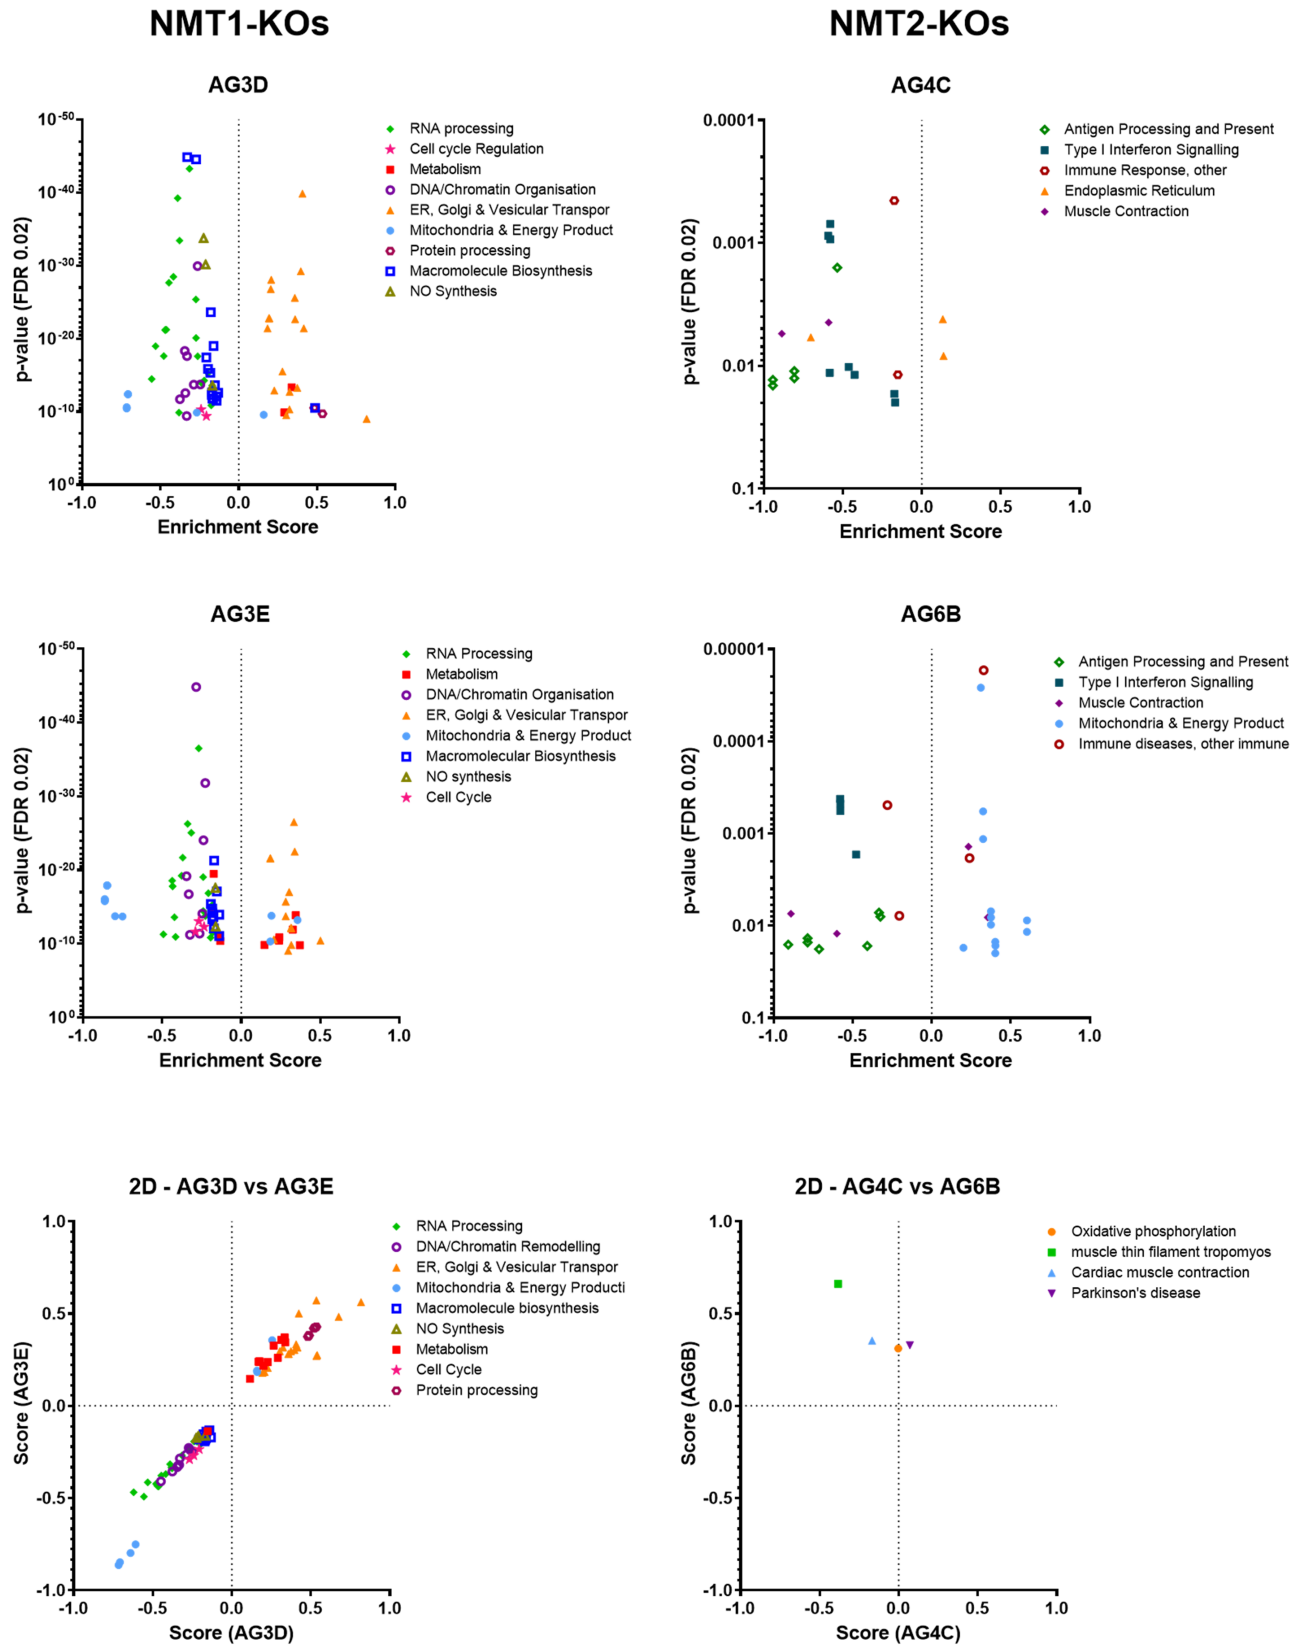 NMT1-KOs
NMT2-KOs
AG3D
p-value (FDR 0.02)
10-50
10-40
10-30
10-20
10-10
100
-1.0 -0.5 0.0 0.5 1.0
Enrichment Score
RNA processing
Cell cycle Regulation
Metabolism
DNA/Chromatin Organisation
ER, Golgi & Vesicular Transpor
Mitochondria & Energy Product
Protein processing
Macromolecule Biosynthesis
NO Synthesis
AG4C
p-value (FDR 0.02)
0.0001
0.001
0.01
0.1
-1.0 -0.5 0.0 0.5 1.0
Enrichment Score
Antigen Processing and Present
Type I Interferon Signalling
Immune Response, other
Endoplasmic Reticulum
Muscle Contraction
AG3E
p-value (FDR 0.02)
10-50
10-40
10-30
10-20
10-10
100
-1.0 -0.5 0.0 0.5 1.0
Enrichment Score
RNA Processing
Metabolism
DNA/Chromatin Organisation
ER, Golgi & Vesicular Transpor
Mitochondria & Energy Product
Macromolecular Biosynthesis
NO synthesis
Cell Cycle
AG6B
p-value (FDR 0.02)
0.00001
0.0001
0.001
0.01
0.1
-1.0 -0.5 0.0 0.5 1.0
Enrichment Score
Antigen Processing and Present
Type I Interferon Signalling
Muscle Contraction
Mitochondria & Energy Product
Immune diseases, other immune
2D - AG3D vs AG3E
Score (AG3E)
1.0
0.5
0.0
-0.5
-1.0
-1.0 -0.5 0.0 0.5 1.0
Score (AG3D)
RNA Processing
DNA/Chromatin Remodelling
ER, Golgi & Vesicular Transpor
Mitochondria & Energy Producti
Macromolecule biosynthesis
NO Synthesis
Metabolism
Cell Cycle
Protein processing
2D - AG4C vs AG6B
Score (AG6B)
1.0
0.5
0.0
-0.5
-1.0
-1.0 -0.5 0.0 0.5 1.0
Score (AG4C)
Oxidative phosphorylation
muscle thin filament tropomyos
Cardiac muscle contraction
Parkinson's disease